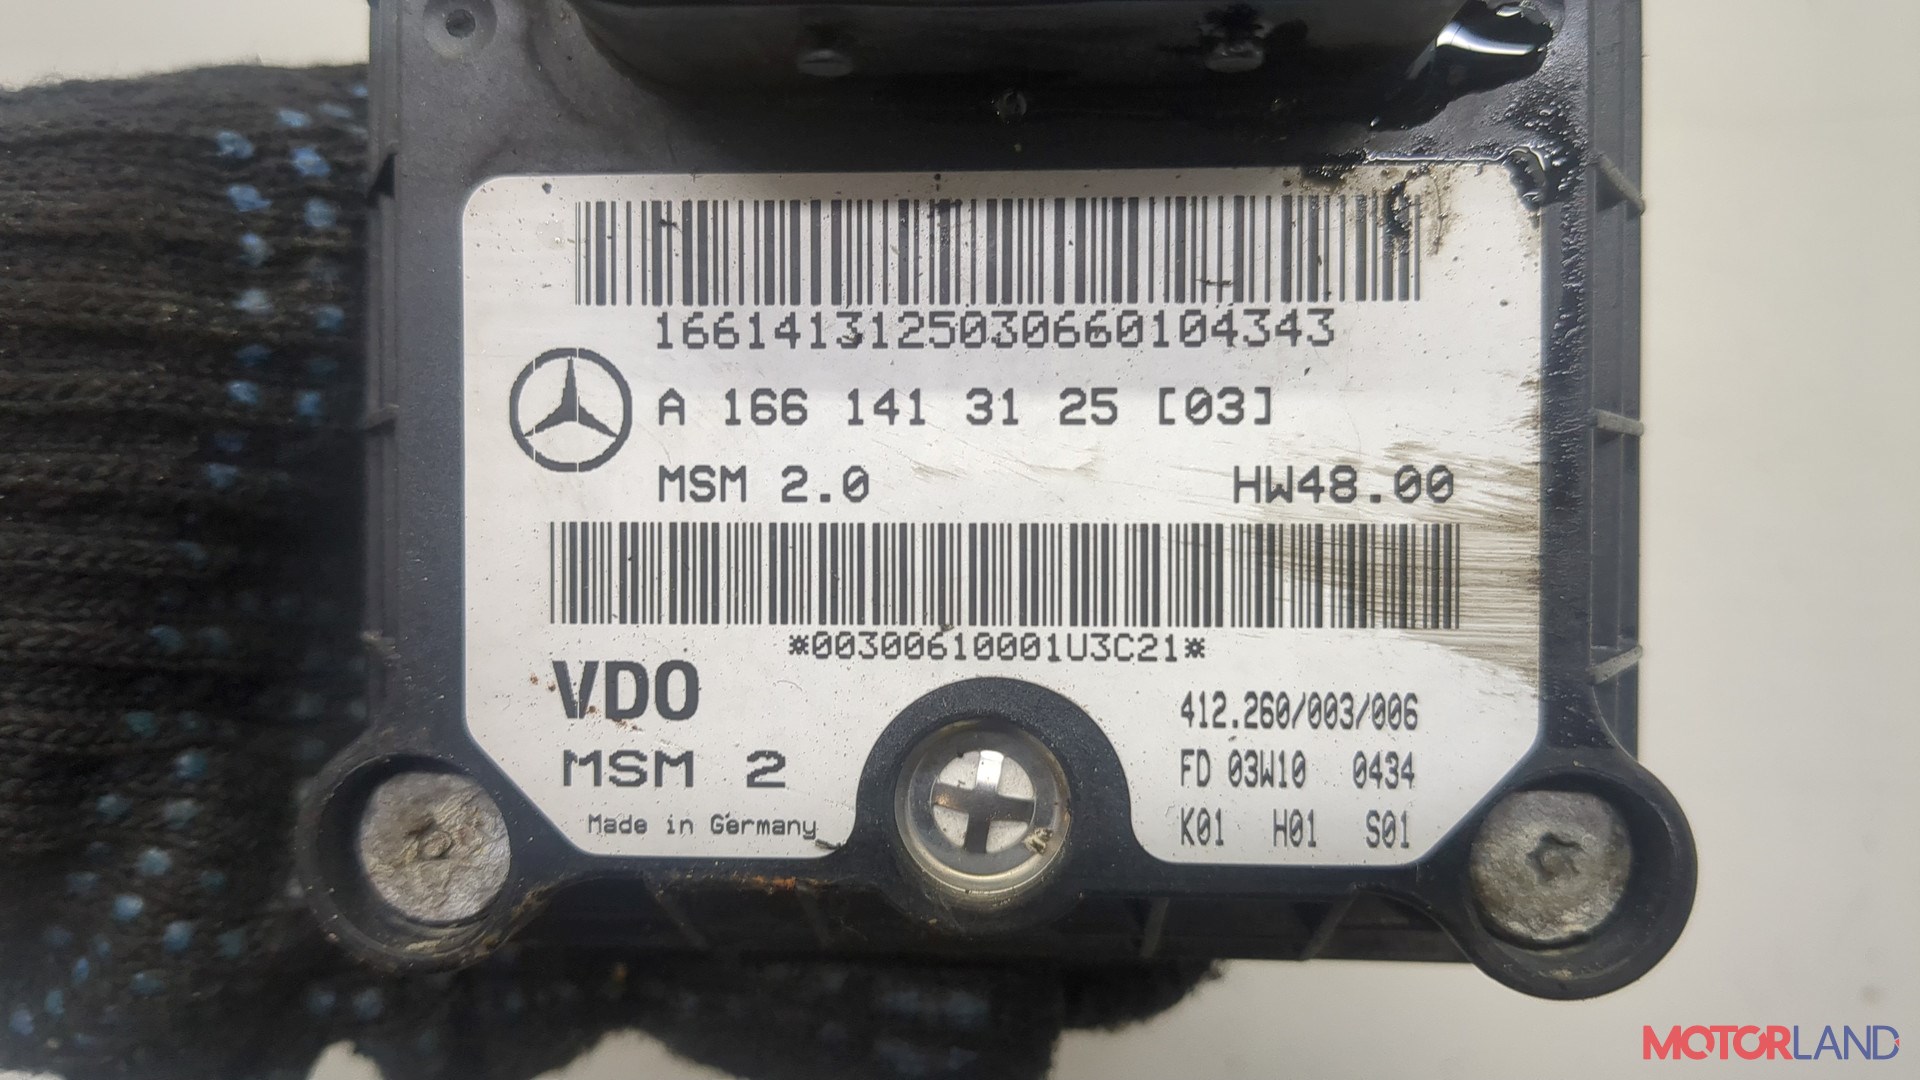 1661413125030660104343
A 166 141 31 25 [03]
MSM 2.0 HW48.00
*00300610001U3C21*
VDO
MSM 2
Made in Germany
412.260/003/006
FD 03W10 0434
K01 H01 S01
MOTORLAND